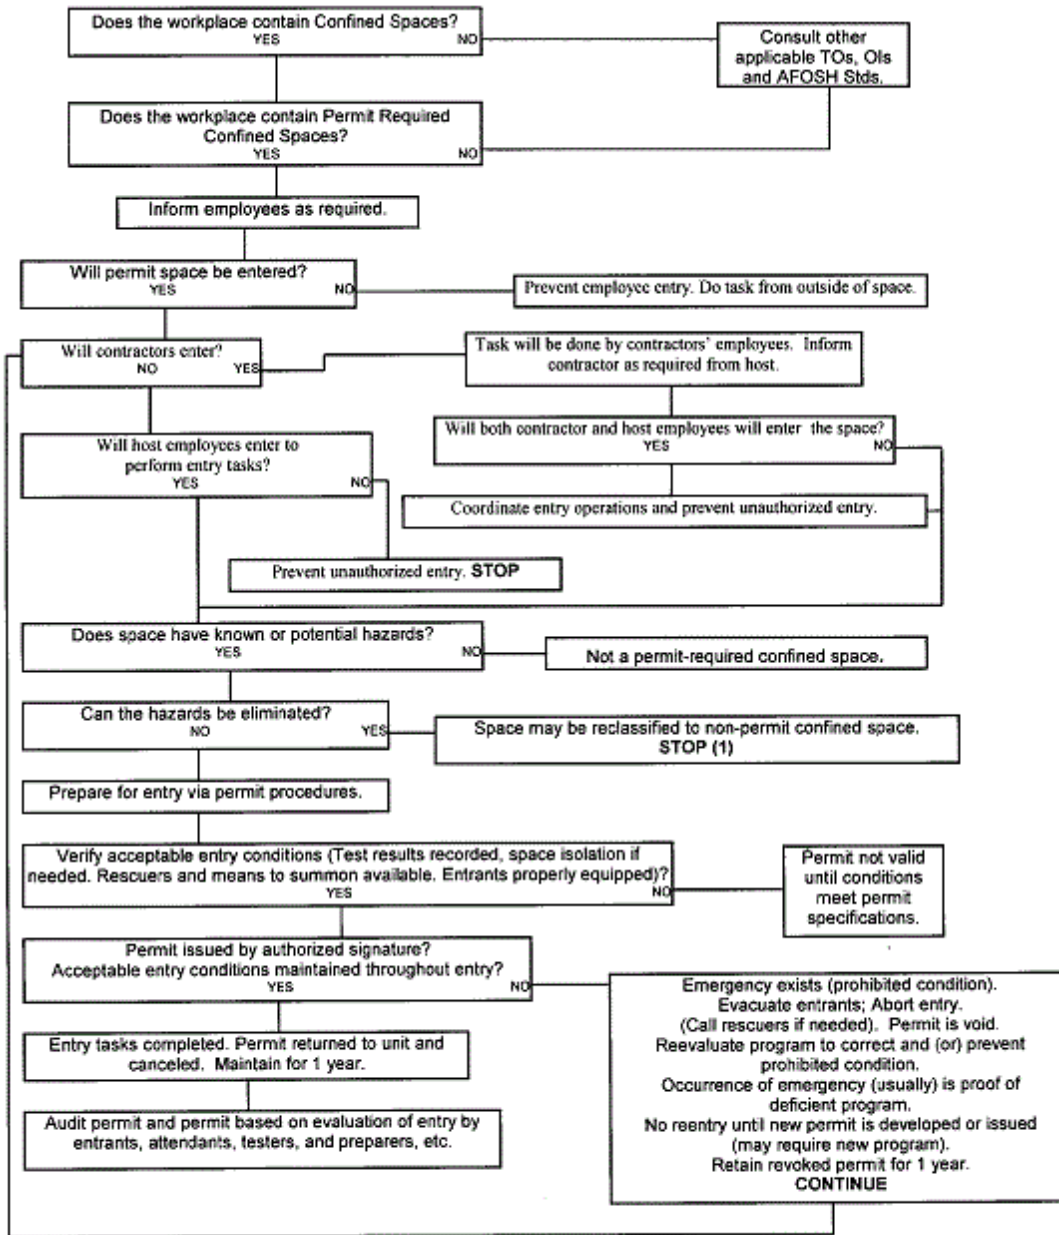 Does the workplace contain Confined Spaces?
YES
NO
Consult other
applicable TOs, OIs
and AFOSH Stds.
Does the workplace contain Permit Required
Confined Spaces?
YES
NO
Inform employees as required.
Will permit space be entered?
YES
NO
Prevent employee entry. Do task from outside of space.
Will contractors enter?
NO
YES
Task will be done by contractors' employees. Inform
contractor as required from host.
Will host employees enter to
perform entry tasks?
YES
NO
Will both contractor and host employees will enter the space?
YES
NO
Coordinate entry operations and prevent unauthorized entry.
Prevent unauthorized entry. STOP
Does space have known or potential hazards?
YES
NO
Not a permit-required confined space.
Can the hazards be eliminated?
NO
YES
Space may be reclassified to non-permit confined space.
STOP (1)
Prepare for entry via permit procedures.
Verify acceptable entry conditions (Test results recorded, space isolation if
needed. Rescuers and means to summon available. Entrants properly equipped)?
YES
NO
Permit not valid
until conditions
meet permit
specifications.
Permit issued by authorized signature?
Acceptable entry conditions maintained throughout entry?
YES
NO
Emergency exists (prohibited condition).
Evacuate entrants; Abort entry.
(Call rescuers if needed). Permit is void.
Reevaluate program to correct and (or) prevent
prohibited condition.
Occurrence of emergency (usually) is proof of
deficient program.
No reentry until new permit is developed or issued
(may require new program).
Retain revoked permit for 1 year.
CONTINUE
Entry tasks completed. Permit returned to unit and
canceled. Maintain for 1 year.
Audit permit and permit based on evaluation of entry by
entrants, attendants, testers, and preparers, etc.